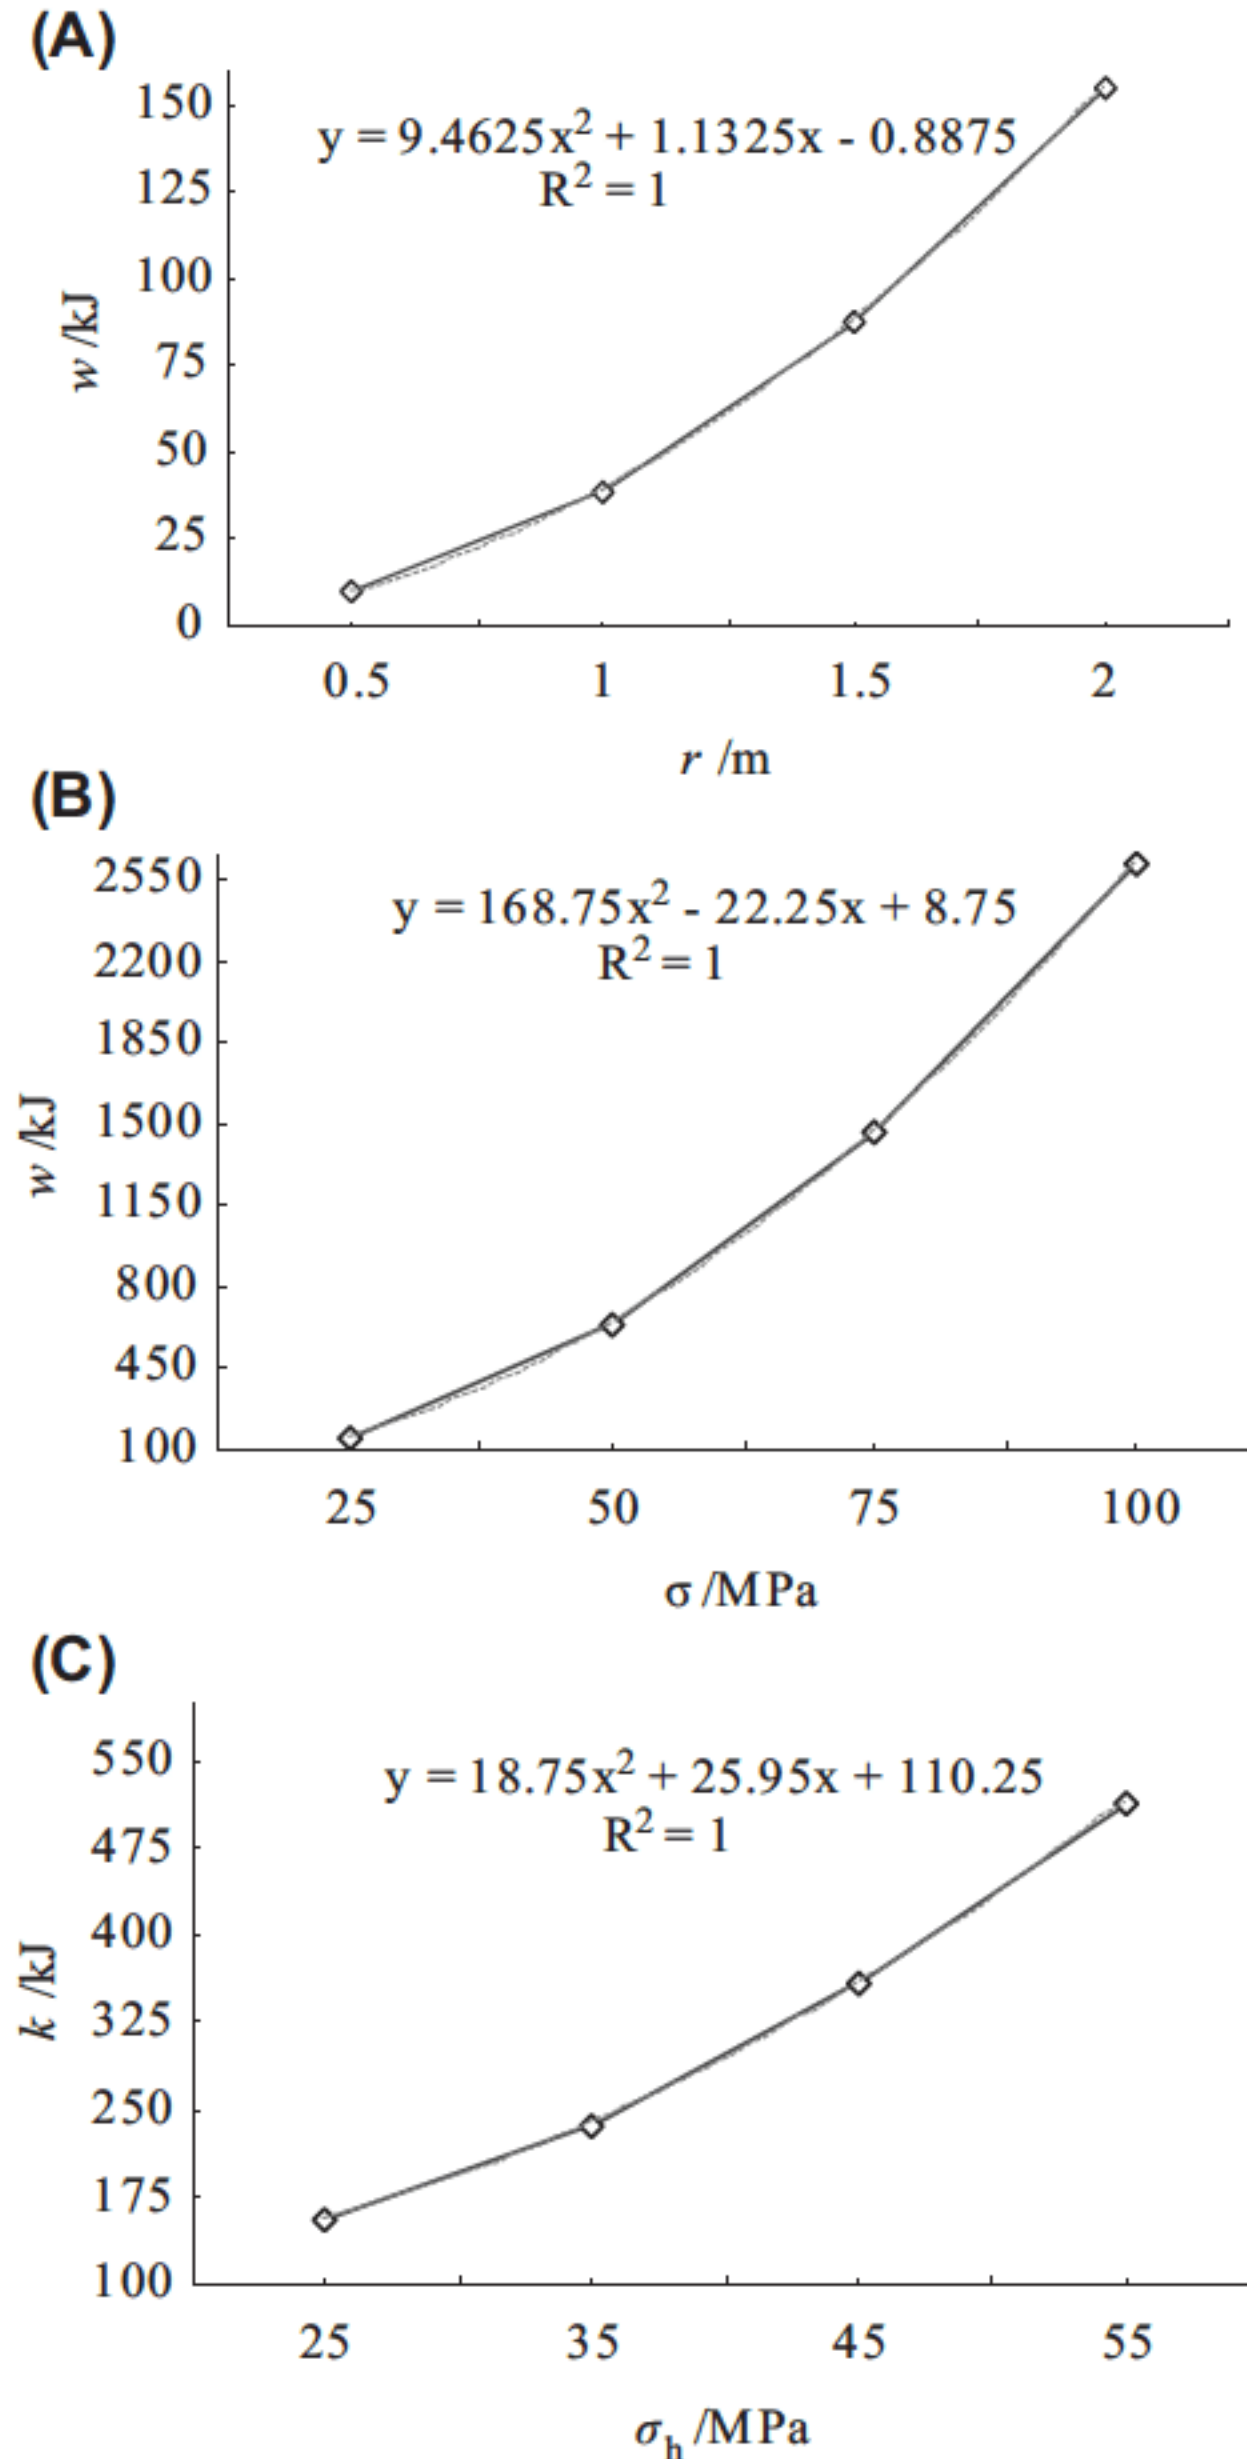 (A)
150
y = 9.4625x² + 1.1325x - 0.8875
R² = 1
125
100
w /kJ
75
50
25
0
0.5 1 1.5 2
r /m
(B)
2550
y = 168.75x² - 22.25x + 8.75
R² = 1
2200
1850
w /kJ
1500
1150
800
450
100
25 50 75 100
σ /MPa
(C)
550
y = 18.75x² + 25.95x + 110.25
R² = 1
475
400
k /kJ
325
250
175
100
25 35 45 55
σh /MPa